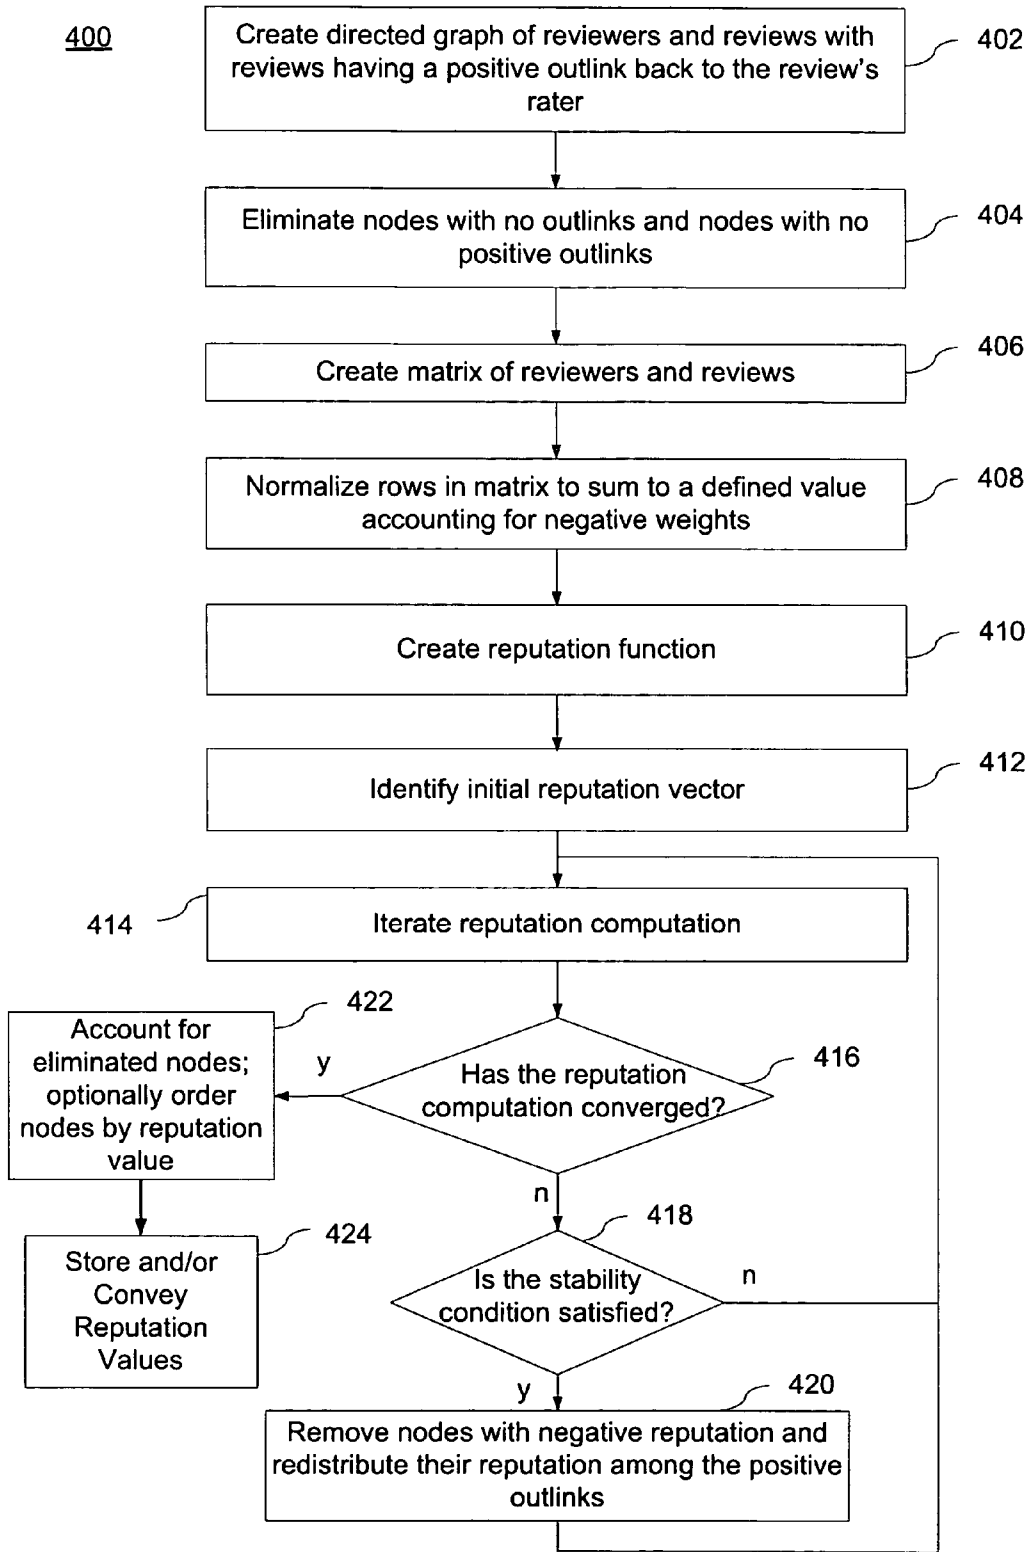 400
Create directed graph of reviewers and reviews with
reviews having a positive outlink back to the review's
rater
402
Eliminate nodes with no outlinks and nodes with no
positive outlinks
404
Create matrix of reviewers and reviews
406
Normalize rows in matrix to sum to a defined value
accounting for negative weights
408
Create reputation function
410
Identify initial reputation vector
412
414
Iterate reputation computation
422
Account for
eliminated nodes;
optionally order
nodes by reputation
value
y
Has the reputation
computation converged?
416
n
424
Store and/or
Convey
Reputation
Values
418
Is the stability
condition satisfied?
n
y
420
Remove nodes with negative reputation and
redistribute their reputation among the positive
outlinks